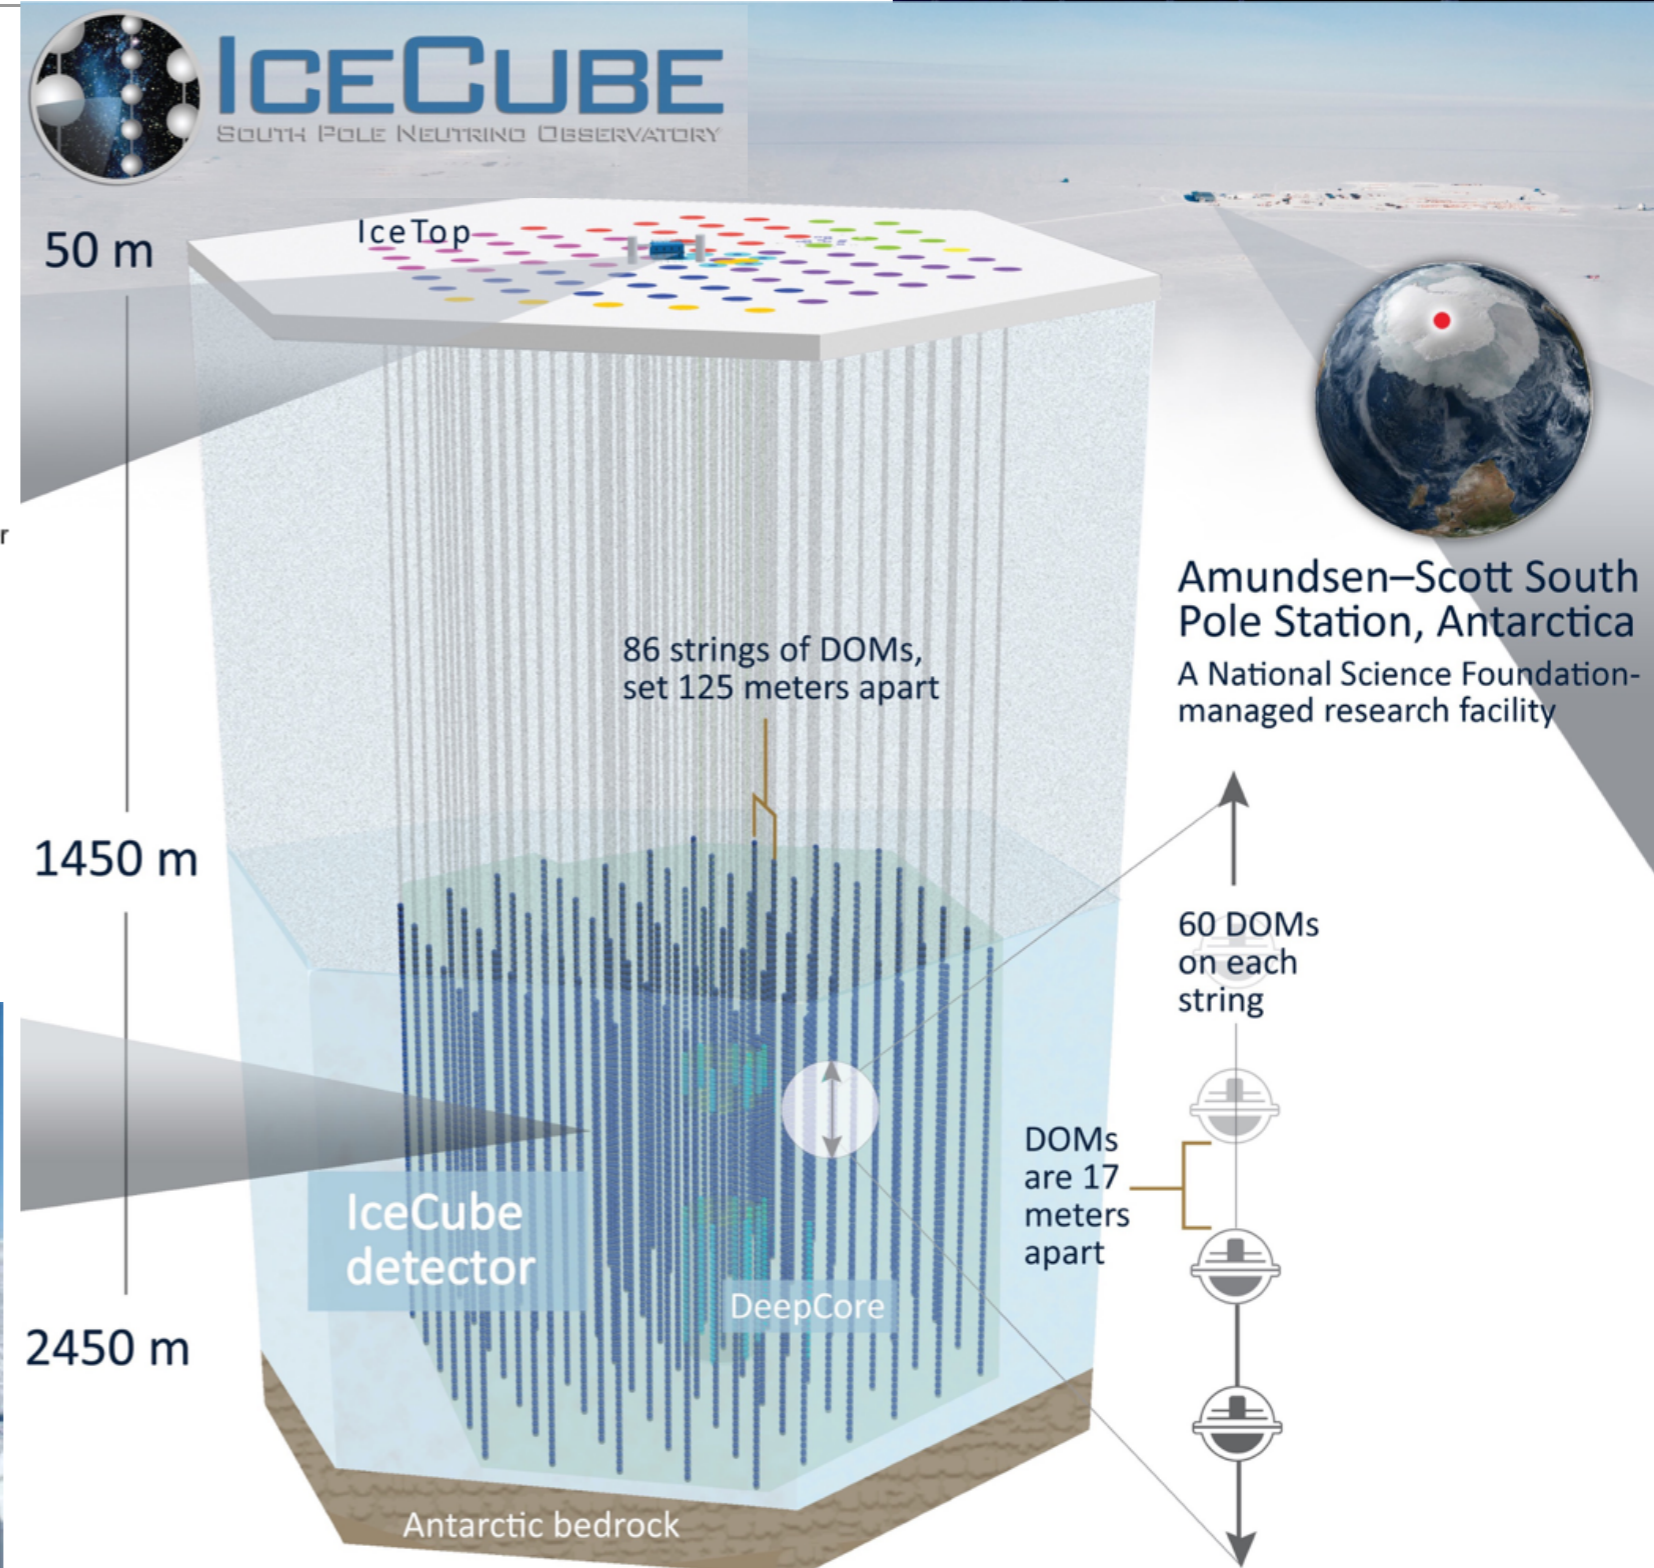 ICECUBE
SOUTH POLE NEUTRINO OBSERVATORY
50 m
IceTop
r
Amundsen–Scott South
Pole Station, Antarctica
A National Science Foundation-
managed research facility
86 strings of DOMs,
set 125 meters apart
1450 m
60 DOMs
on each
string
DOMs
are 17
meters
apart
IceCube
detector
DeepCore
2450 m
Antarctic bedrock